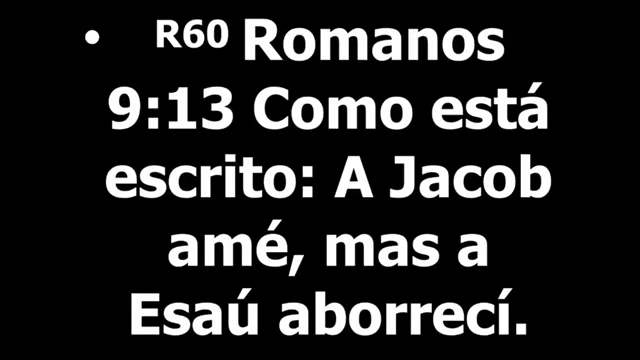 • R60 Romanos
9:13 Como está
escrito: A Jacob
amé, mas a
Esaú aborrecí.